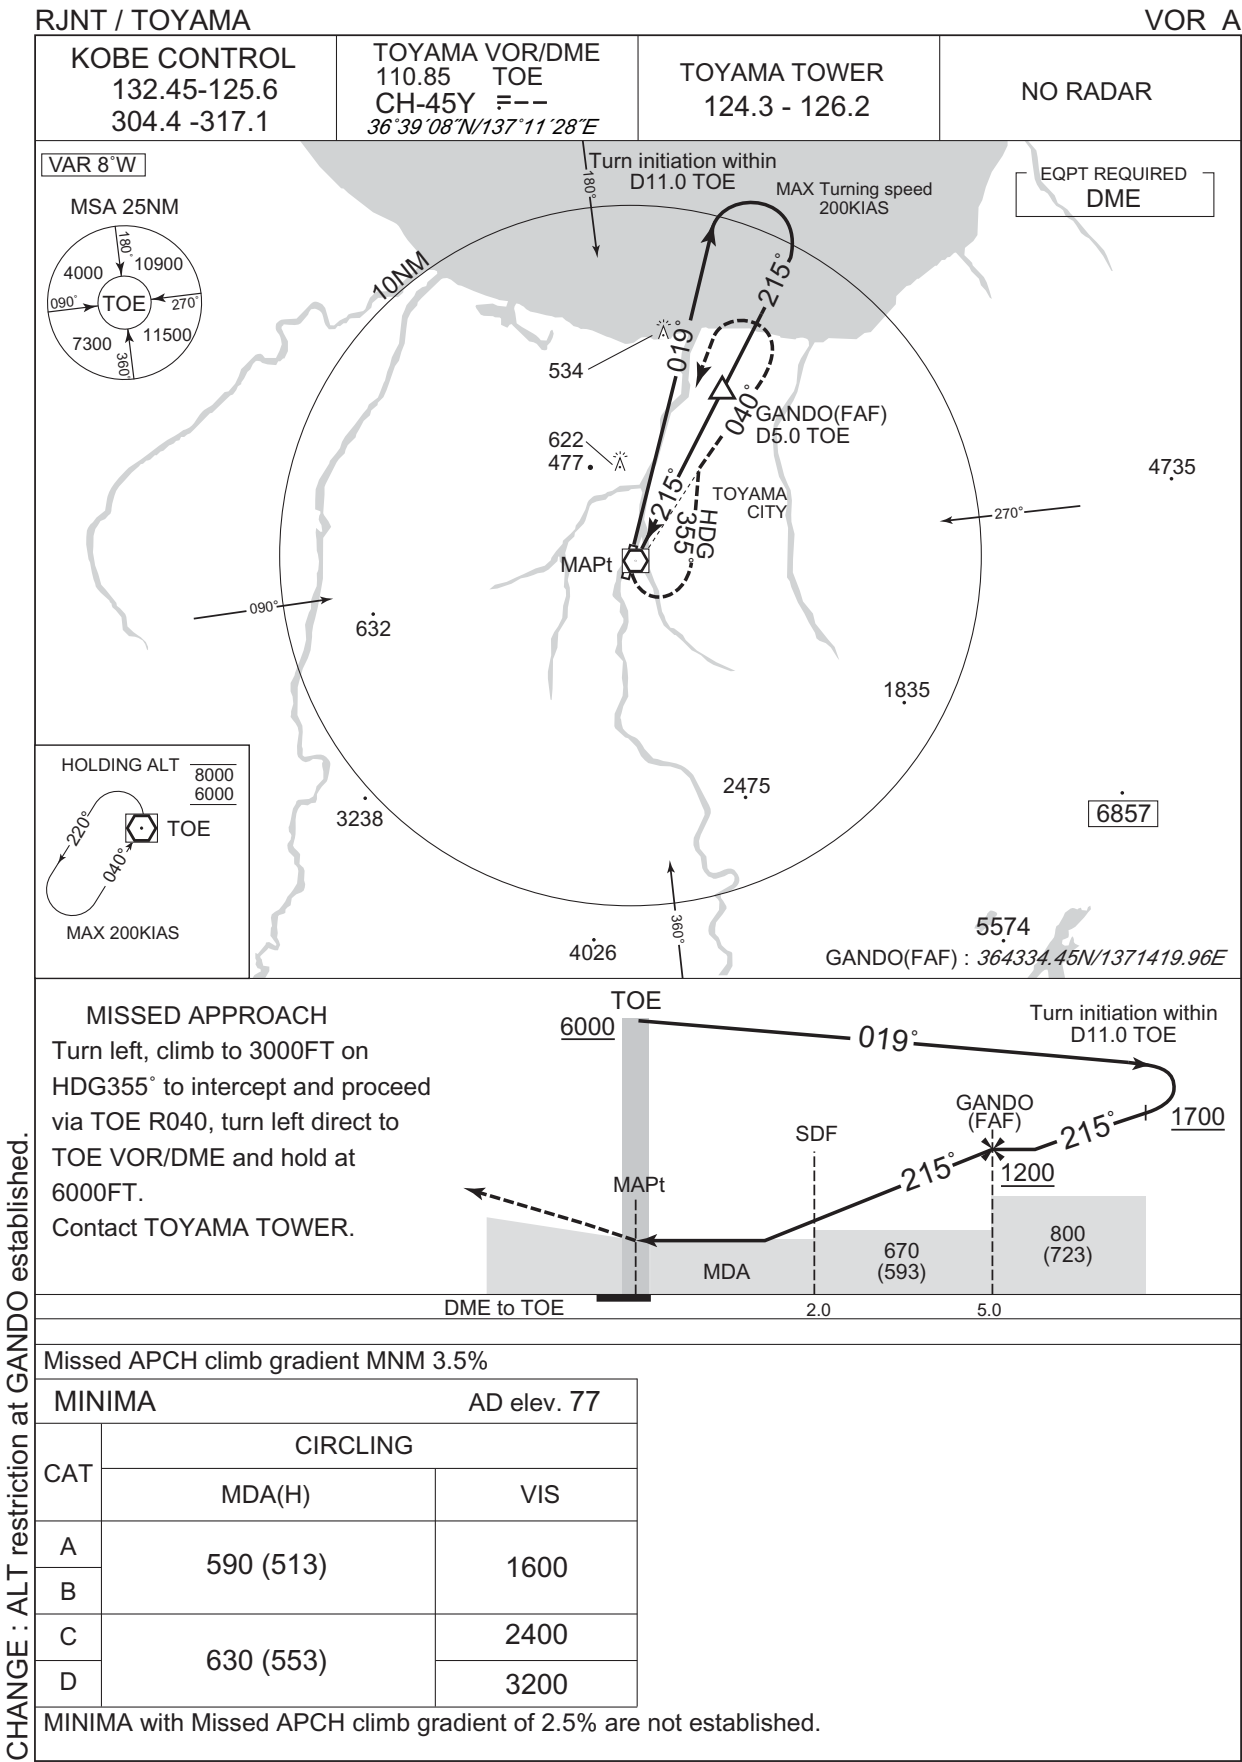 RJNT / TOYAMA
VOR A
KOBE CONTROL
132.45-125.6
304.4 -317.1
TOYAMA VOR/DME
110.85 TOE
CH-45Y
36°39´08˝N/137°11´28˝E
TOYAMA TOWER
124.3 - 126.2
NO RADAR
VAR 8°W
MSA 25NM
180°
4000
10900
090°
TOE
270°
7300
11500
360°
180°
Turn initiation within
D11.0 TOE
MAX Turning speed
200KIAS
EQPT REQUIRED
DME
10NM
215°
019°
534
040°
GANDO(FAF)
D5.0 TOE
622
477
4735
215°
TOYAMA
CITY
HDG
355°
270°
MAPt
090°
632
1835
2475
3238
6857
HOLDING ALT
8000
6000
220°
TOE
040°
MAX 200KIAS
360°
4026
5574
GANDO(FAF) : 364334.45N/1371419.96E
MISSED APPROACH
Turn left, climb to 3000FT on
HDG355° to intercept and proceed
via TOE R040, turn left direct to
TOE VOR/DME and hold at
6000FT.
Contact TOYAMA TOWER.
TOE
6000
019°
Turn initiation within
D11.0 TOE
GANDO
(FAF)
1700
SDF
215°
215°
1200
MAPt
MDA
670
(593)
800
(723)
DME to TOE
2.0
5.0
Missed APCH climb gradient MNM 3.5%
MINIMA
AD elev. 77
CAT
CIRCLING
MDA(H)
VIS
A
590 (513)
1600
B
C
630 (553)
2400
D
3200
MINIMA with Missed APCH climb gradient of 2.5% are not established.
CHANGE : ALT restriction at GANDO established.